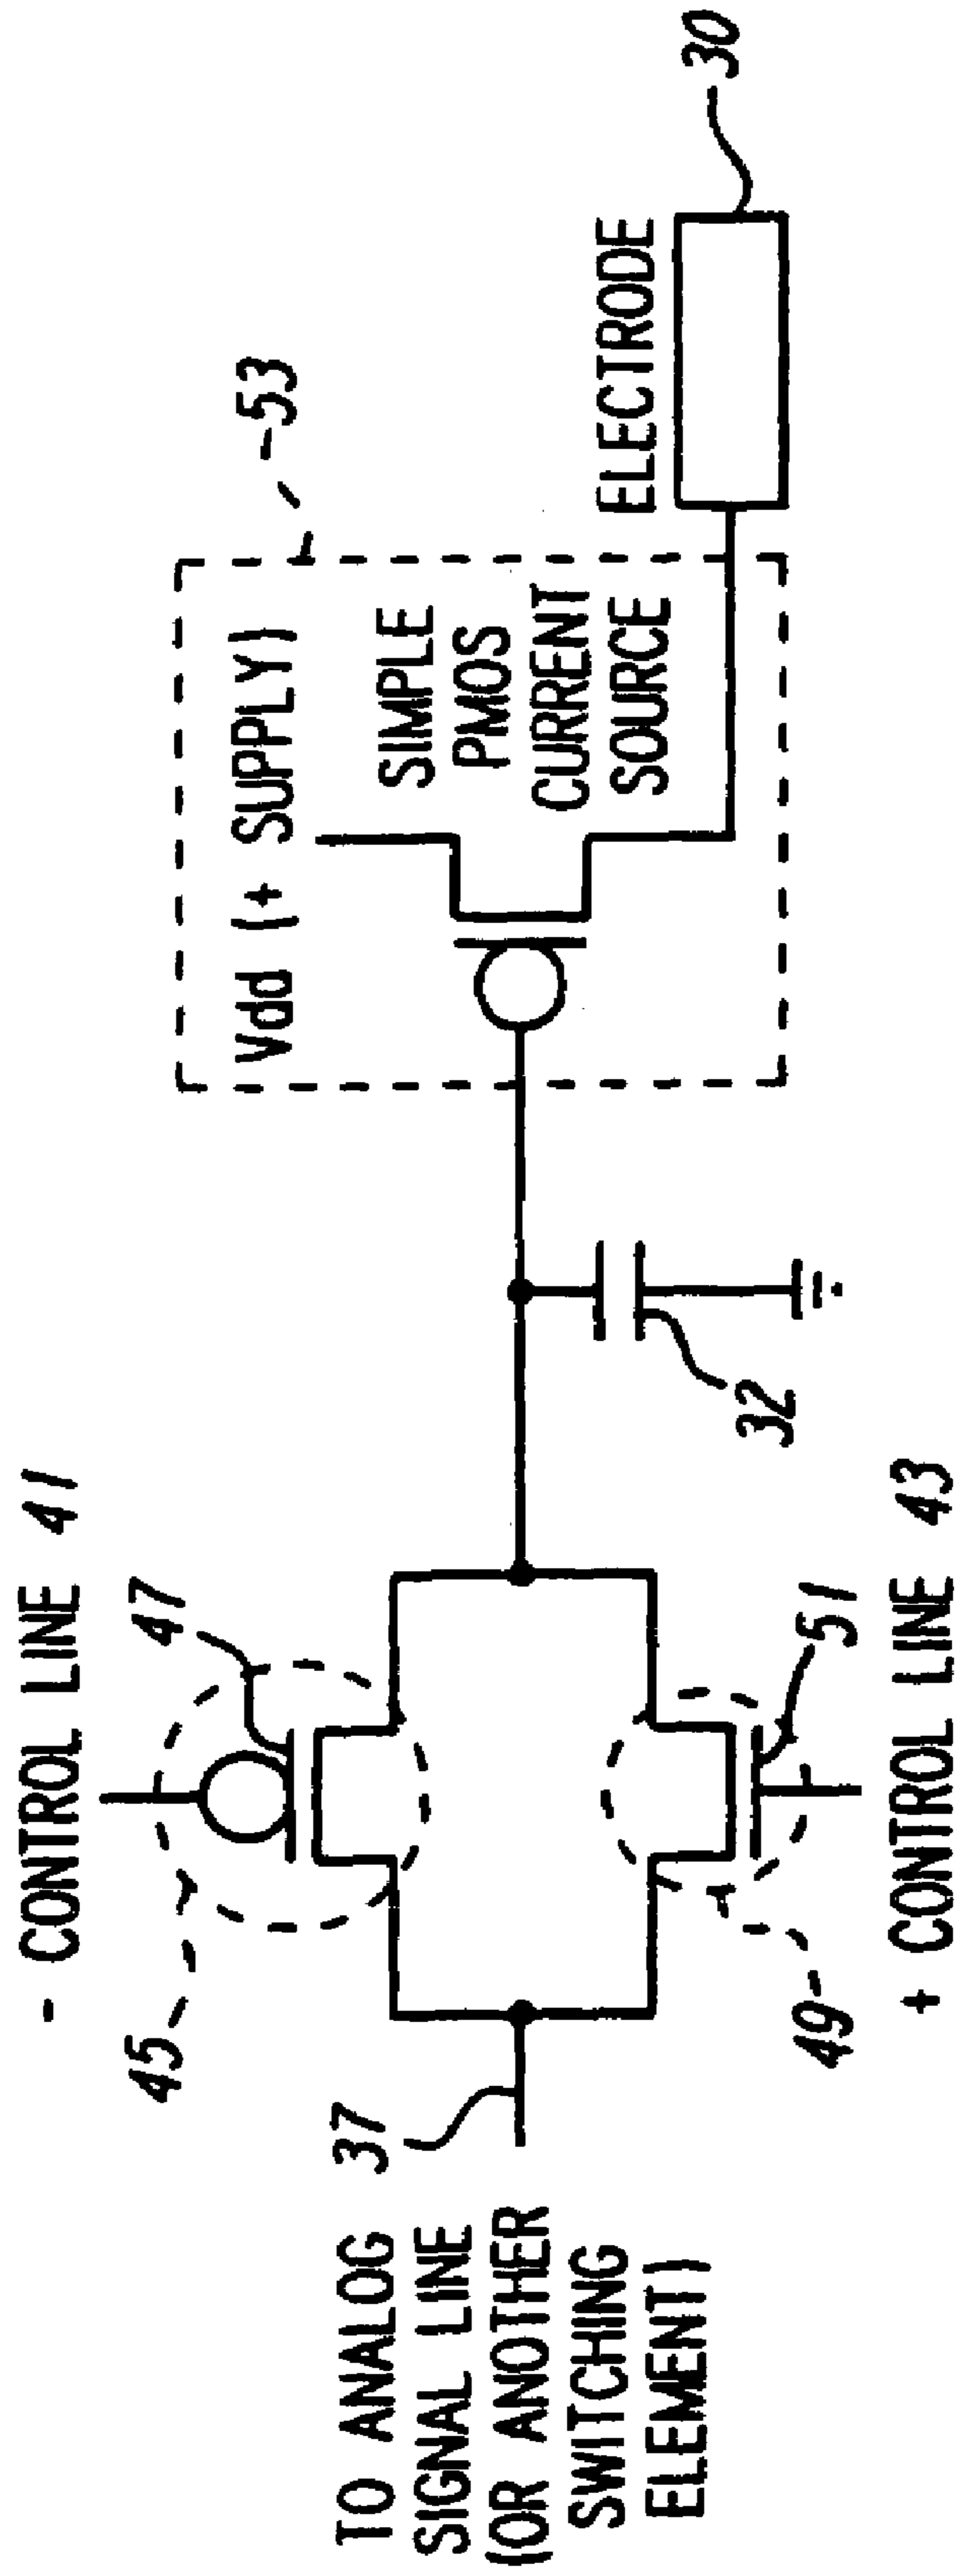 - CONTROL LINE 41
45
47
TO ANALOG
SIGNAL LINE
(OR ANOTHER
SWITCHING
ELEMENT)
37
49
51
+ CONTROL LINE 43
32
Vdd (+ SUPPLY)
SIMPLE
PMOS
CURRENT
SOURCE
53
ELECTRODE
30